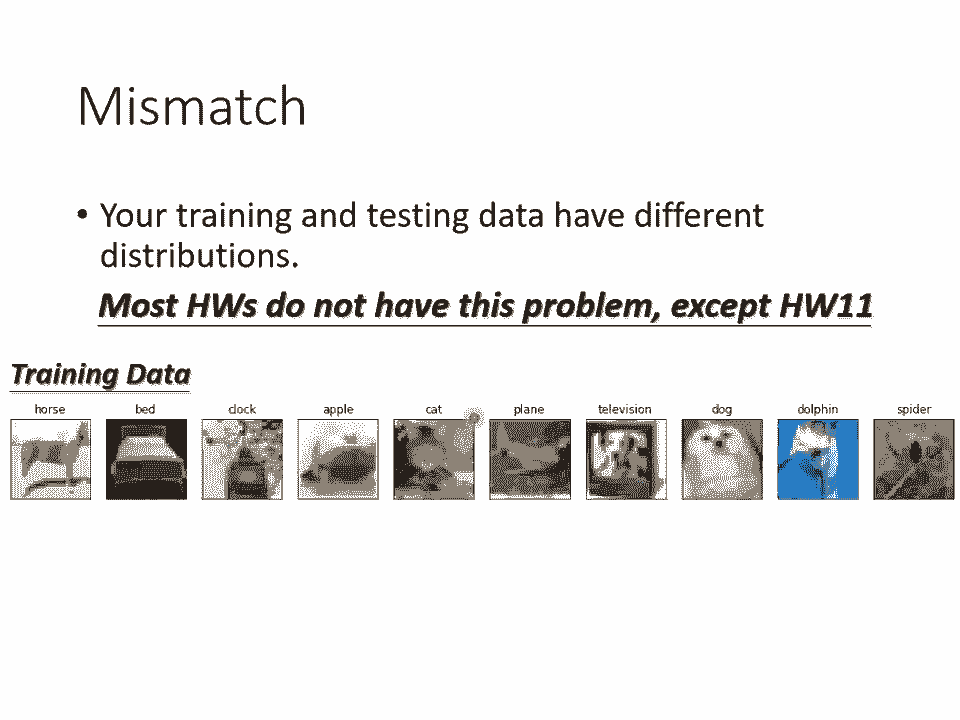 Mismatch
• Your training and testing data have different
distributions.
Most HWs do not have this problem, except HW11
Training Data
horse bed clock apple cat plane television dog dolphin spider